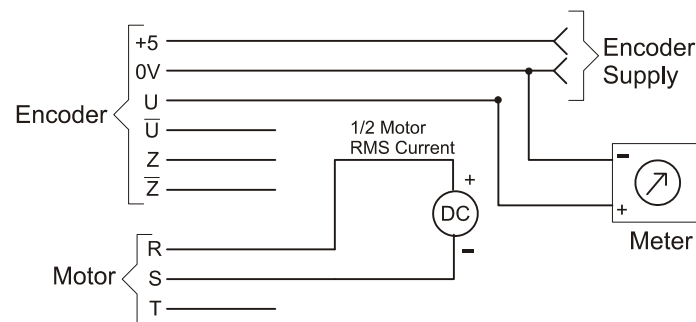 Encoder
+5
0V
U
U̅
Z
Z̅
Encoder
Supply
1/2 Motor
RMS Current
+
DC
-
-
+
Meter
Motor
R
S
T